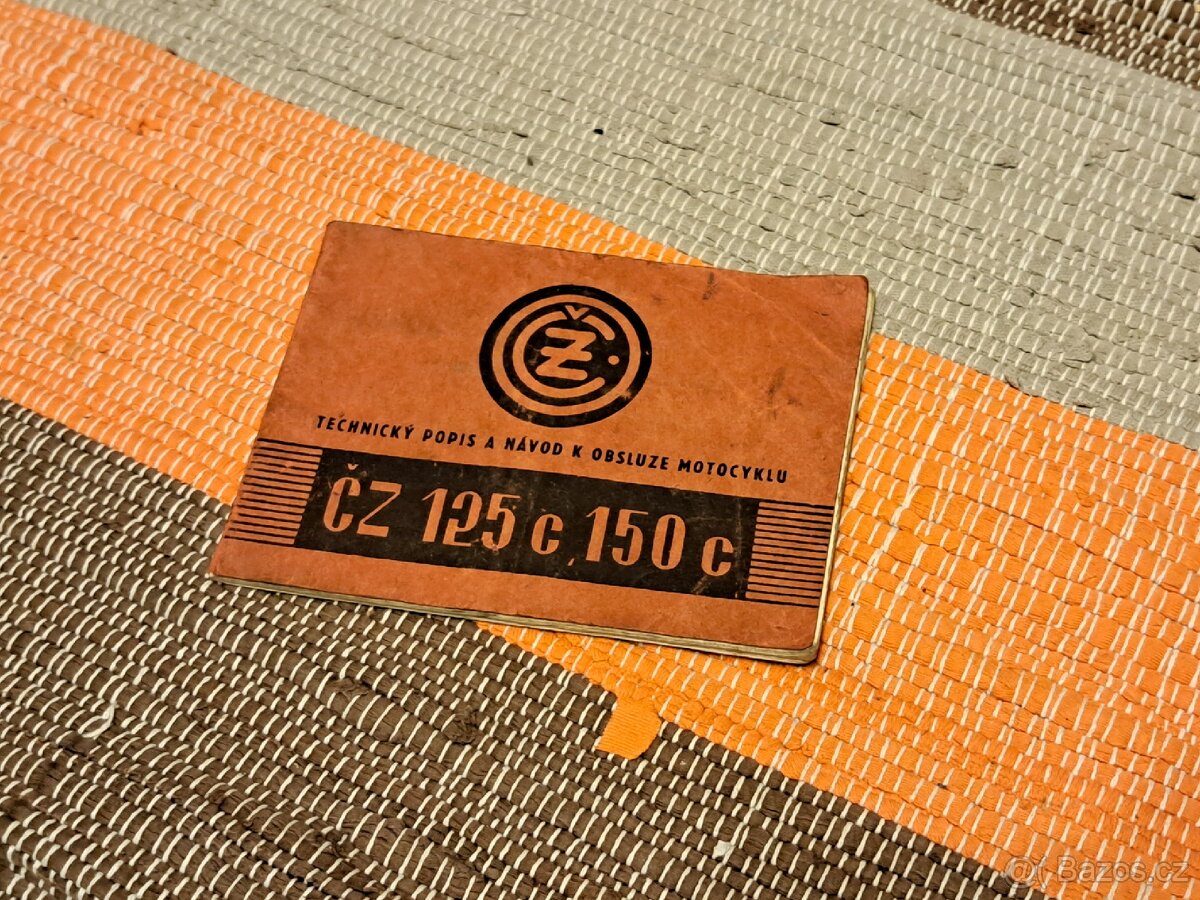 ČZ
TECHNICKÝ POPIS A NÁVOD K OBSLUZE MOTOCYKLU
ČZ 125 c, 150 c
© Bazos.cz